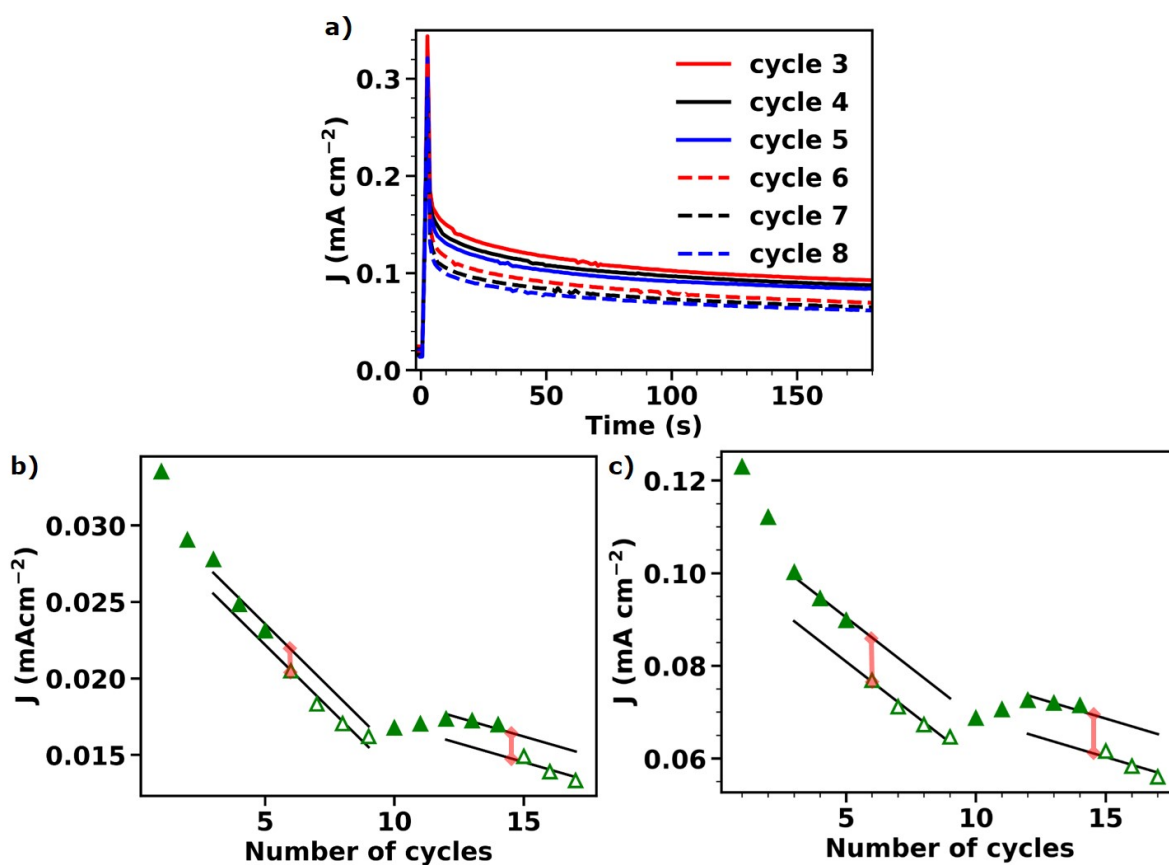 a)
J (mA cm⁻²)
0.3
0.2
0.1
0.0
cycle 3
cycle 4
cycle 5
cycle 6
cycle 7
cycle 8
0 50 100 150
Time (s)
b)
J (mAcm⁻²)
0.030
0.025
0.020
0.015
5 10 15
Number of cycles
c)
J (mA cm⁻²)
0.12
0.10
0.08
0.06
5 10 15
Number of cycles